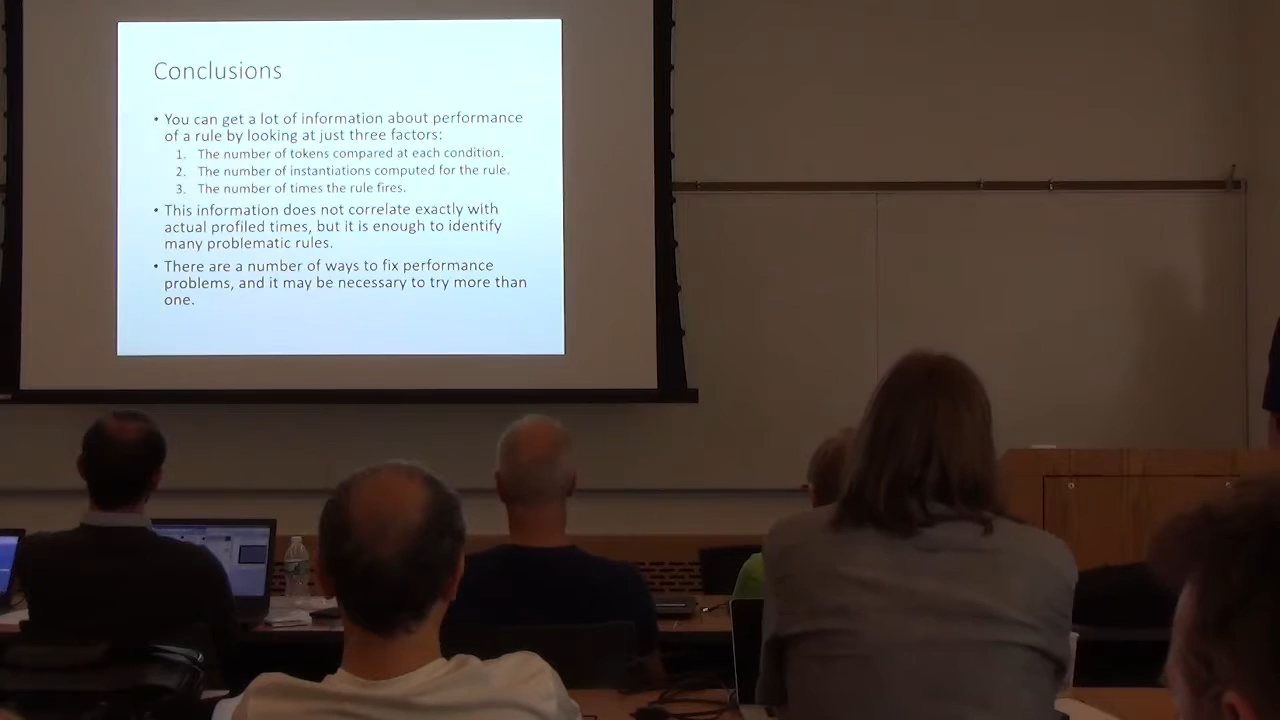 Conclusions
• You can get a lot of information about performance
of a rule by looking at just three factors:
1. The number of tokens compared at each condition.
2. The number of instantiations computed for the rule.
3. The number of times the rule fires.
• This information does not correlate exactly with
actual profiled times, but it is enough to identify
many problematic rules.
• There are a number of ways to fix performance
problems, and it may be necessary to try more than
one.